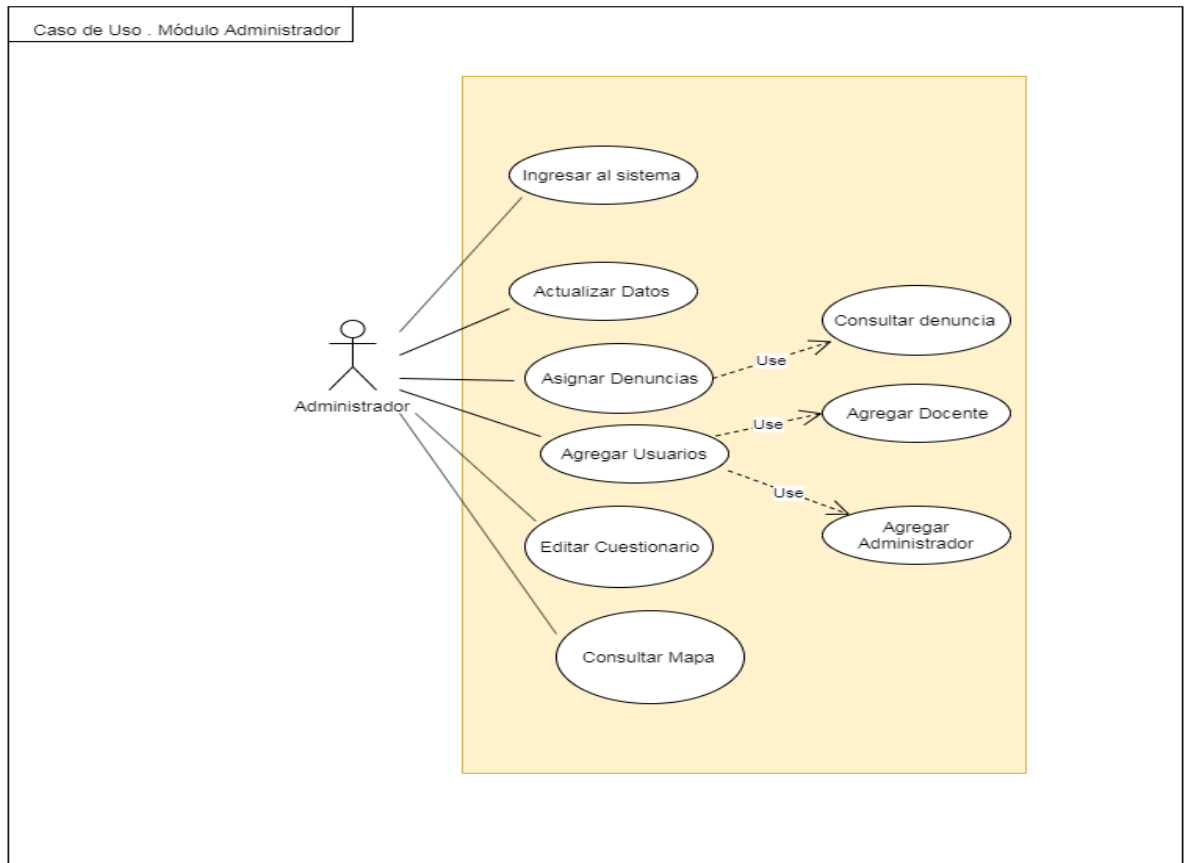 Caso de Uso . Módulo Administrador
Ingresar al sistema
Actualizar Datos
Consultar denuncia
Use
Asignar Denuncias
Administrador
Agregar Docente
Use
Agregar Usuarios
Use
Agregar
Administrador
Editar Cuestionario
Consultar Mapa